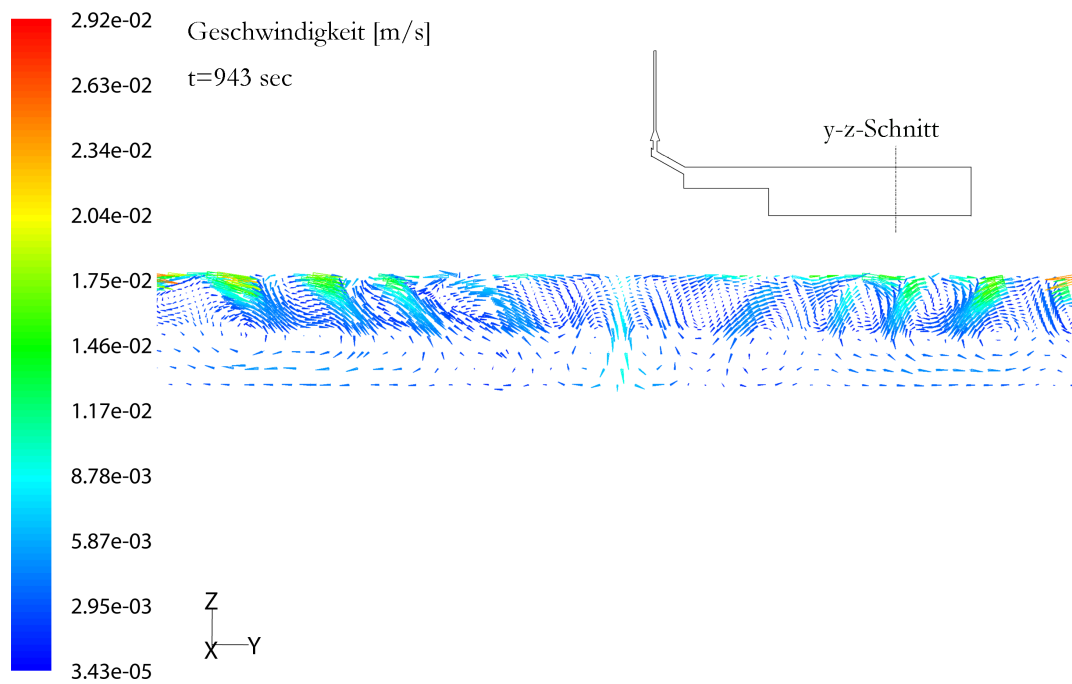 2.92e-02
2.63e-02
2.34e-02
2.04e-02
1.75e-02
1.46e-02
1.17e-02
8.78e-03
5.87e-03
2.95e-03
3.43e-05
Geschwindigkeit [m/s]
t=943 sec
y-z-Schnitt
Z
X
Y